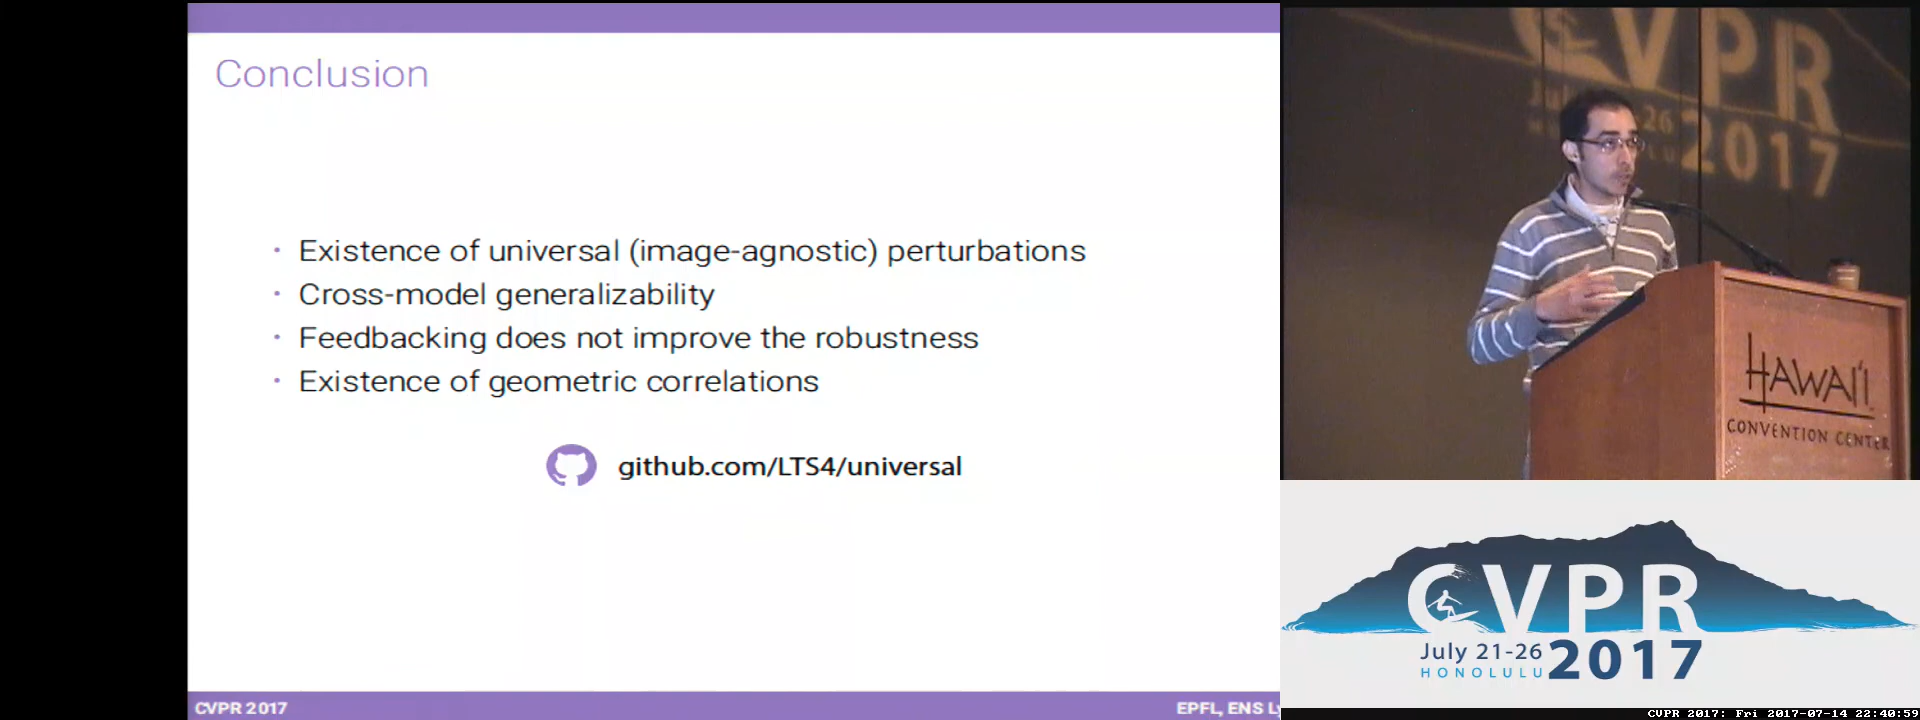 Conclusion
· Existence of universal (image-agnostic) perturbations
· Cross-model generalizability
· Feedbacking does not improve the robustness
· Existence of geometric correlations
github.com/LTS4/universal
CVPR 2017
EPFL, ENS
CVPR
26
2017
HAWAI'I
CONVENTION CENTER
CVPR
July 21-26
HONOLULU
2017
CVPR 2017: Fri 2017-07-14 22:40:59